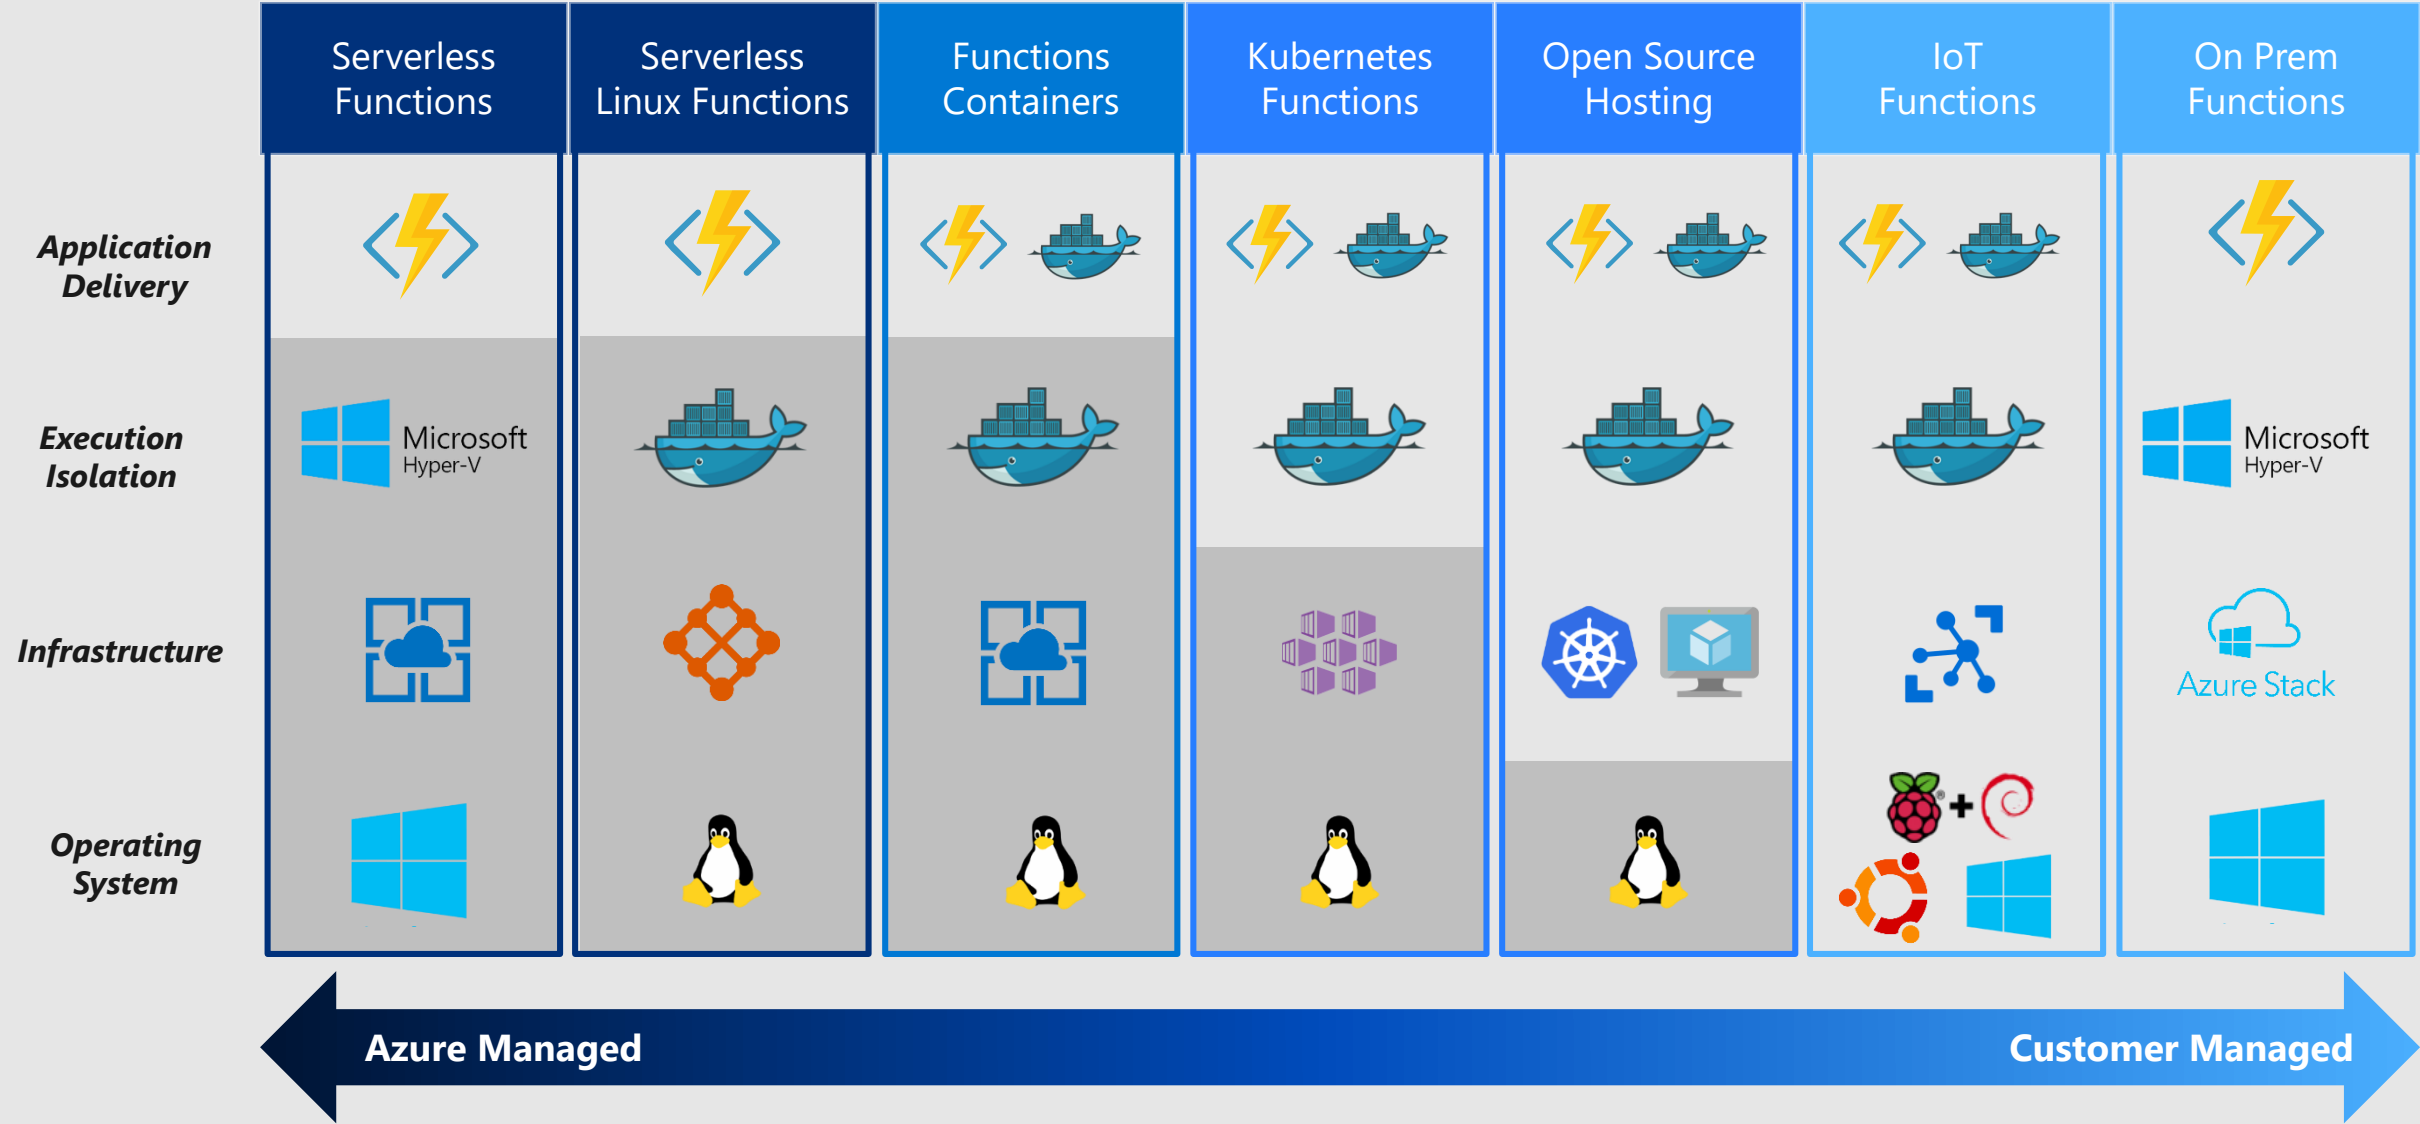 Serverless
Functions
Serverless
Linux Functions
Functions
Containers
Kubernetes
Functions
Open Source
Hosting
IoT
Functions
On Prem
Functions
Application
Delivery
Execution
Isolation
Microsoft
Hyper-V
Microsoft
Hyper-V
Infrastructure
Azure Stack
Operating
System
®
+
Azure Managed
Customer Managed